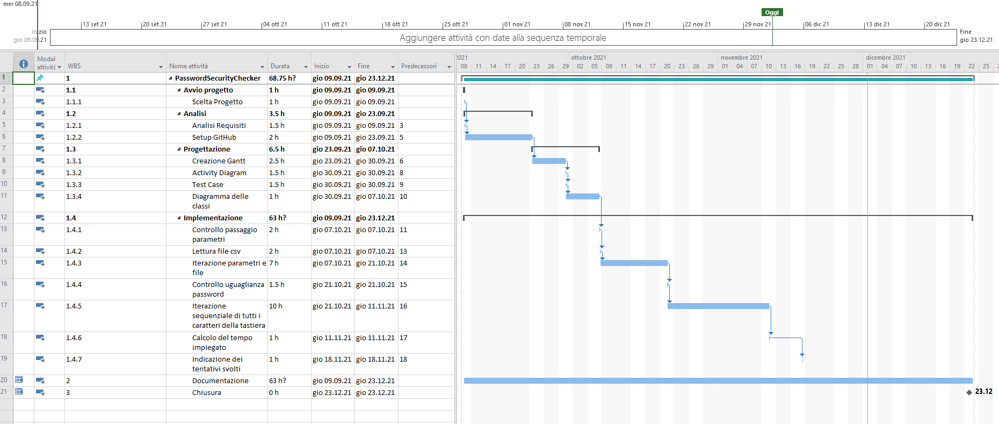 mer 08.09.21
Oggi
13 set 21 20 set 21 27 set 21 04 ott 21 11 ott 21 18 ott 21 25 ott 21 01 nov 21 08 nov 21 15 nov 21 22 nov 21 29 nov 21 06 dic 21 13 dic 21 20 dic 21
Inizio
gio 09.09.21
Aggiungere attività con date alla sequenza temporale
Fine
gio 23.12.21
2021 ottobre 2021 novembre 2021 dicembre 2021
Modal
attività WBS Nome attività Durata Inizio Fine Predecessori
08 11 14 17 20 23 26 29 02 05 08 11 14 17 20 23 26 29 01 04 07 10 13 16 19 22 25 28 01 04 07 10 13 16 19 22 25 2
1 1 PasswordSecurityChecker 68.75 h? gio 09.09.21 gio 23.12.21
2 1.1 Avvio progetto 1 h gio 09.09.21 gio 09.09.21
3 1.1.1 Scelta Progetto 1 h gio 09.09.21 gio 09.09.21
4 1.2 Analisi 3.5 h gio 09.09.21 gio 23.09.21
5 1.2.1 Analisi Requisiti 1.5 h gio 09.09.21 gio 09.09.21 3
6 1.2.2 Setup GitHub 2 h gio 09.09.21 gio 23.09.21 5
7 1.3 Progettazione 6.5 h gio 23.09.21 gio 07.10.21
8 1.3.1 Creazione Gantt 2.5 h gio 23.09.21 gio 30.09.21 6
9 1.3.2 Activity Diagram 1.5 h gio 30.09.21 gio 30.09.21 8
10 1.3.3 Test Case 1.5 h gio 30.09.21 gio 30.09.21 9
11 1.3.4 Diagramma delle
classi 1 h gio 30.09.21 gio 07.10.21 10
12 1.4 Implementazione 63 h? gio 09.09.21 gio 23.12.21
13 1.4.1 Controllo passaggio
parametri 2 h gio 07.10.21 gio 07.10.21 11
14 1.4.2 Lettura file csv 2 h gio 07.10.21 gio 07.10.21 13
15 1.4.3 Iterazione parametri e
file 7 h gio 07.10.21 gio 21.10.21 14
16 1.4.4 Controllo uguaglianza
password 1.5 h gio 21.10.21 gio 21.10.21 15
17 1.4.5 Iterazione
sequenziale di tutti i
caratteri della tastiera 10 h gio 21.10.21 gio 11.11.21 16
18 1.4.6 Calcolo del tempo
impiegato 1 h gio 11.11.21 gio 11.11.21 17
19 1.4.7 Indicazione dei
tentativi svolti 1 h gio 18.11.21 gio 18.11.21 18
20 2 Documentazione 63 h? gio 09.09.21 gio 23.12.21
21 3 Chiusura 0 h gio 23.12.21 gio 23.12.21 23.12